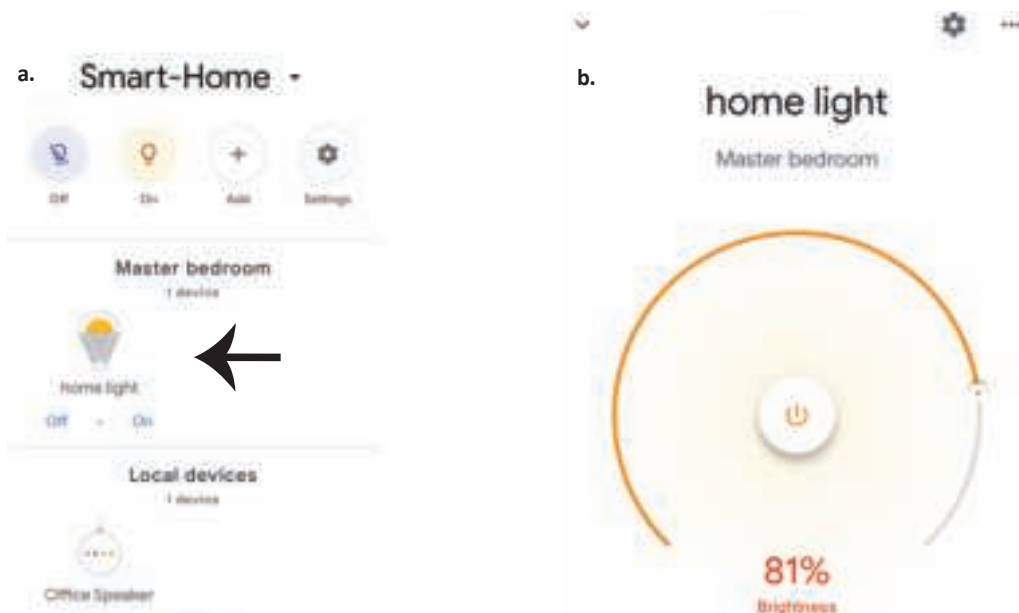 a.
Smart-Home
Off On Add Settings
Master bedroom
1 device
home light
Off On
Local devices
1 device
Office Speaker
b.
home light
Master bedroom
81%
Brightness